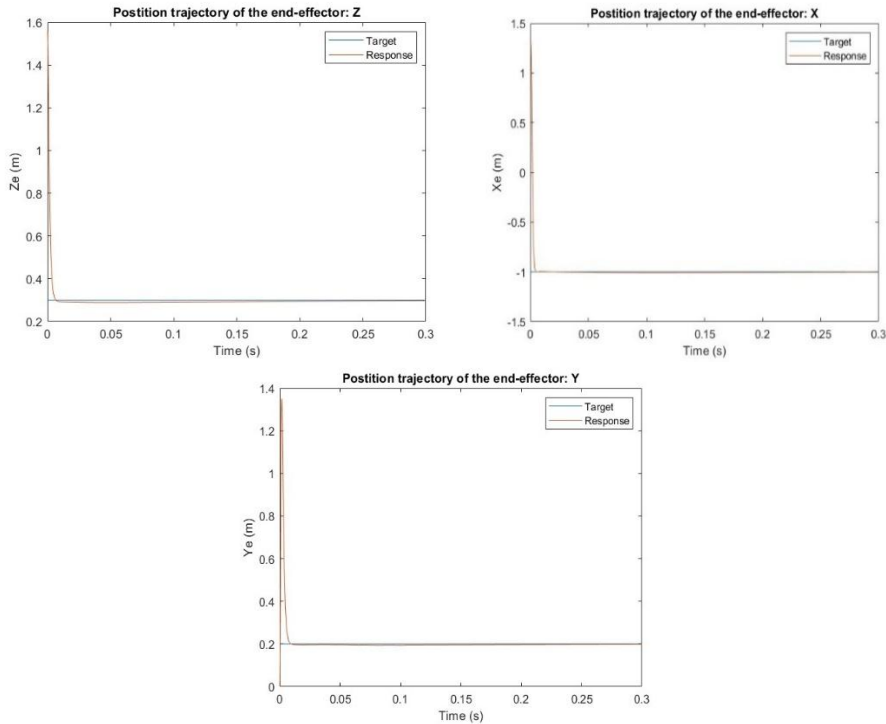 Postition trajectory of the end-effector: Z
1.6
1.4
1.2
1
0.8
0.6
0.4
0.2
Ze (m)
Target
Response
0 0.05 0.1 0.15 0.2 0.25 0.3
Time (s)
Postition trajectory of the end-effector: X
1.5
1
0.5
0
-0.5
-1
-1.5
Xe (m)
Target
Response
0 0.05 0.1 0.15 0.2 0.25 0.3
Time (s)
Postition trajectory of the end-effector: Y
1.4
1.2
1
0.8
0.6
0.4
0.2
0
Ye (m)
Target
Response
0 0.05 0.1 0.15 0.2 0.25 0.3
Time (s)